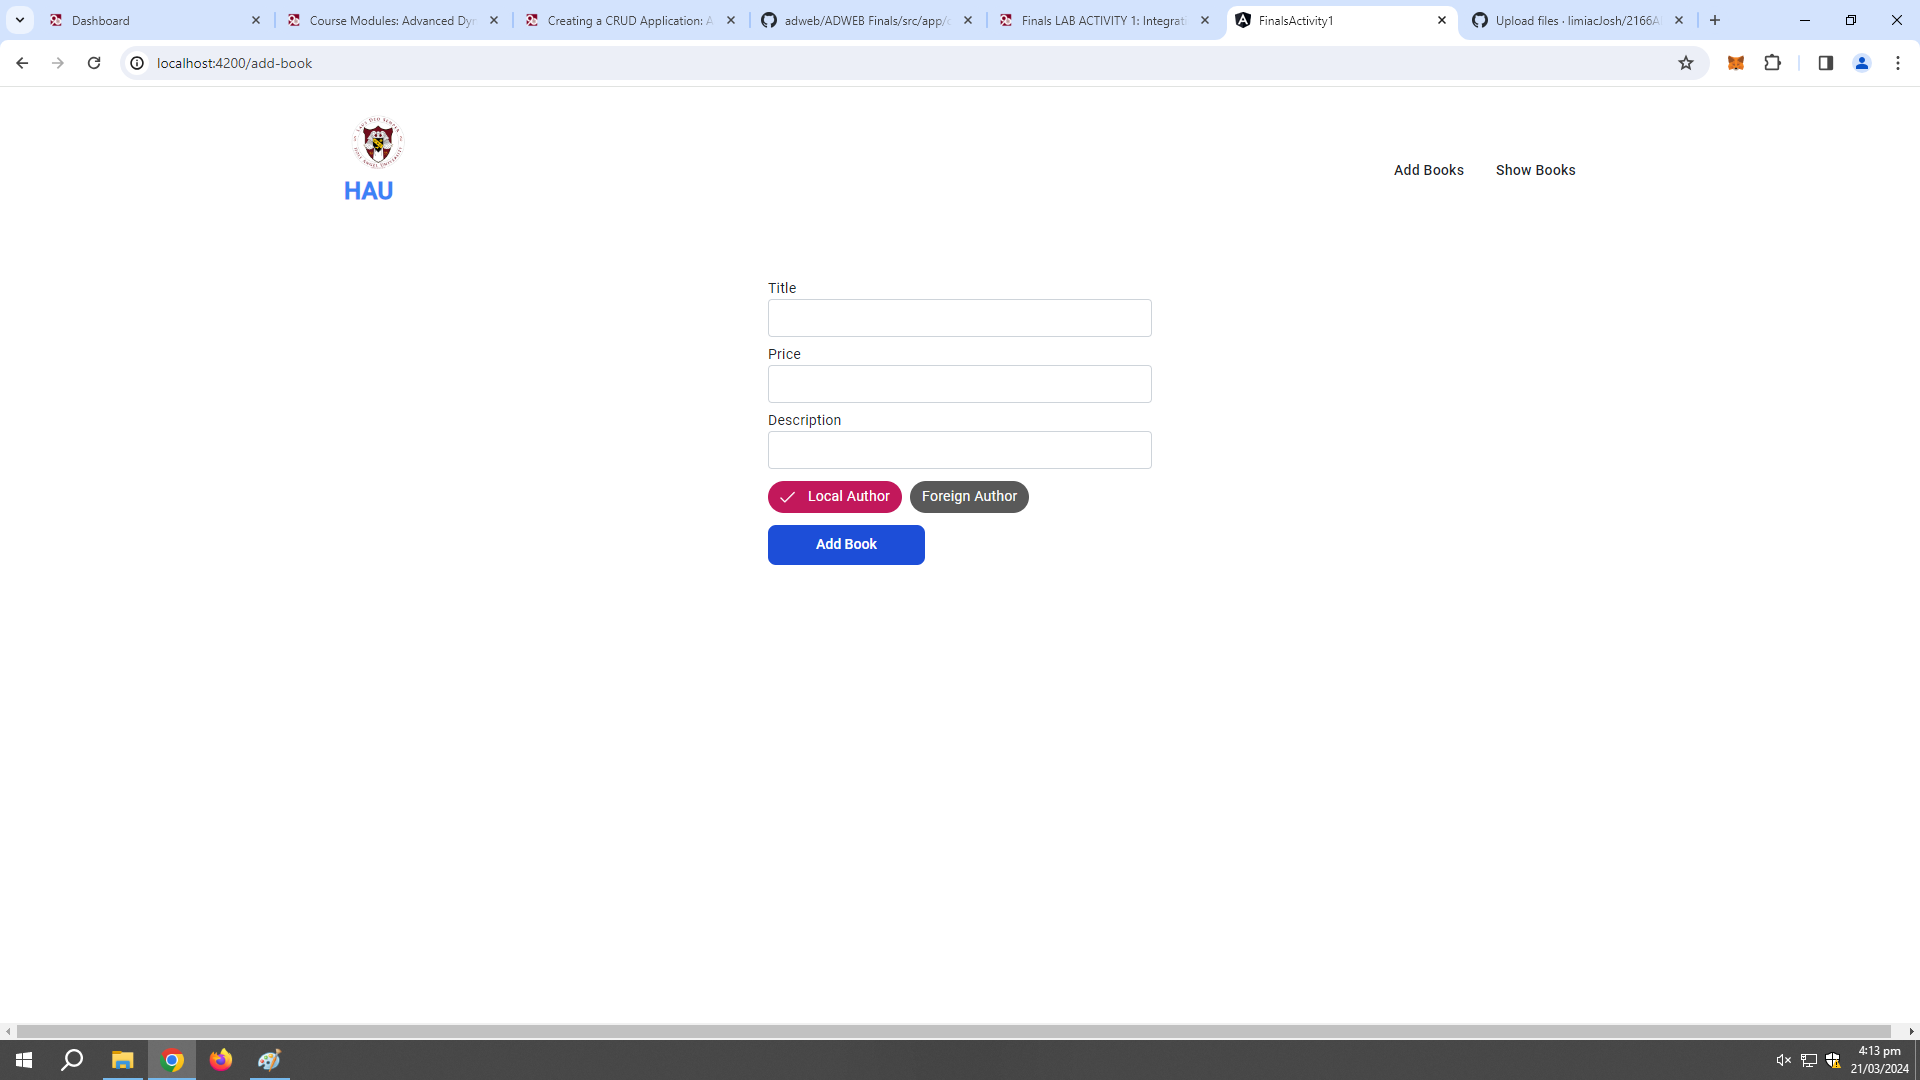 Dashboard
Course Modules: Advanced Dyn
Creating a CRUD Application: A
adweb/ADWEB Finals/src/app/c
Finals LAB ACTIVITY 1: Integrati
FinalsActivity1
Upload files · limiacJosh/2166A
localhost:4200/add-book
HAU
Add Books
Show Books
Title
Price
Description
Local Author
Foreign Author
Add Book
4:13 pm
21/03/2024